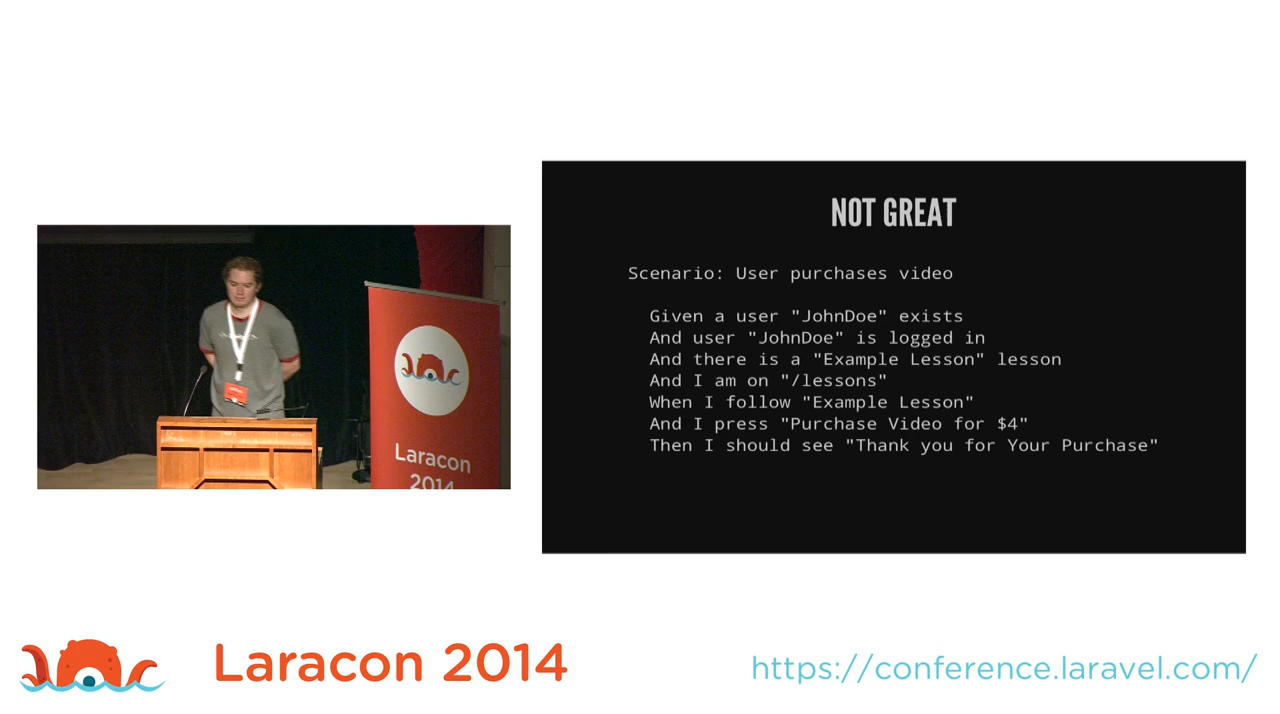 NOT GREAT
Scenario: User purchases video
Given a user "JohnDoe" exists
And user "JohnDoe" is logged in
And there is a "Example Lesson" lesson
And I am on "/lessons"
When I follow "Example Lesson"
And I press "Purchase Video for $4"
Then I should see "Thank you for Your Purchase"
Laracon
2014
Laracon 2014
https://conference.laravel.com/